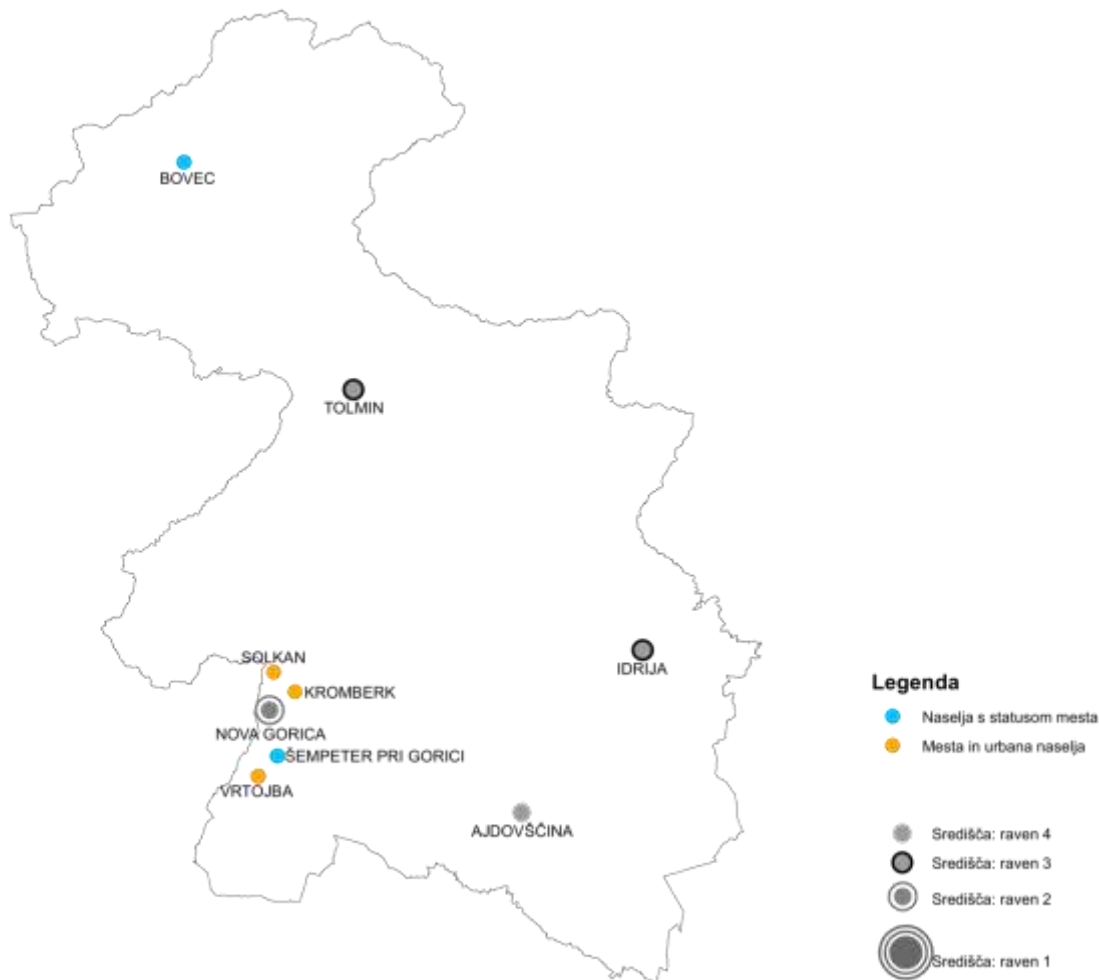 BOVEC
TOLMIN
SOLKAN
KROMBERK
IDRIJA
NOVA GORICA
ŠEMPETER PRI GORICI
VRTOJBA
AJDOVŠČINA
Legenda
Naselja s statusom mesta
Mesta in urbana naselja
Središča: raven 4
Središča: raven 3
Središča: raven 2
Središča: raven 1